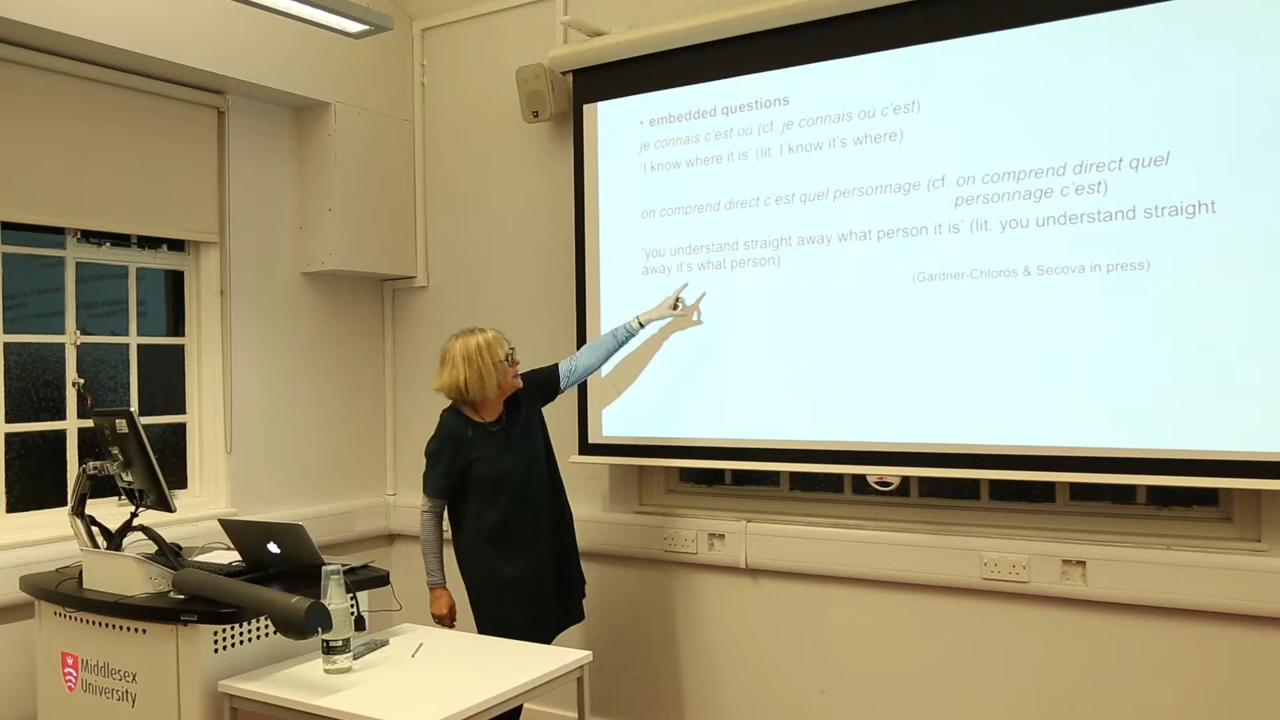 • embedded questions
je connais c'est où (cf. je connais où c'est)
'I know where it is' (lit. I know it's where)
on comprend direct c'est quel personnage (cf. on comprend direct quel
personnage c'est)
'you understand straight away what person it is' (lit. you understand straight
away it's what person)
(Gardner-Chloros & Secova in press)
Middlesex
University